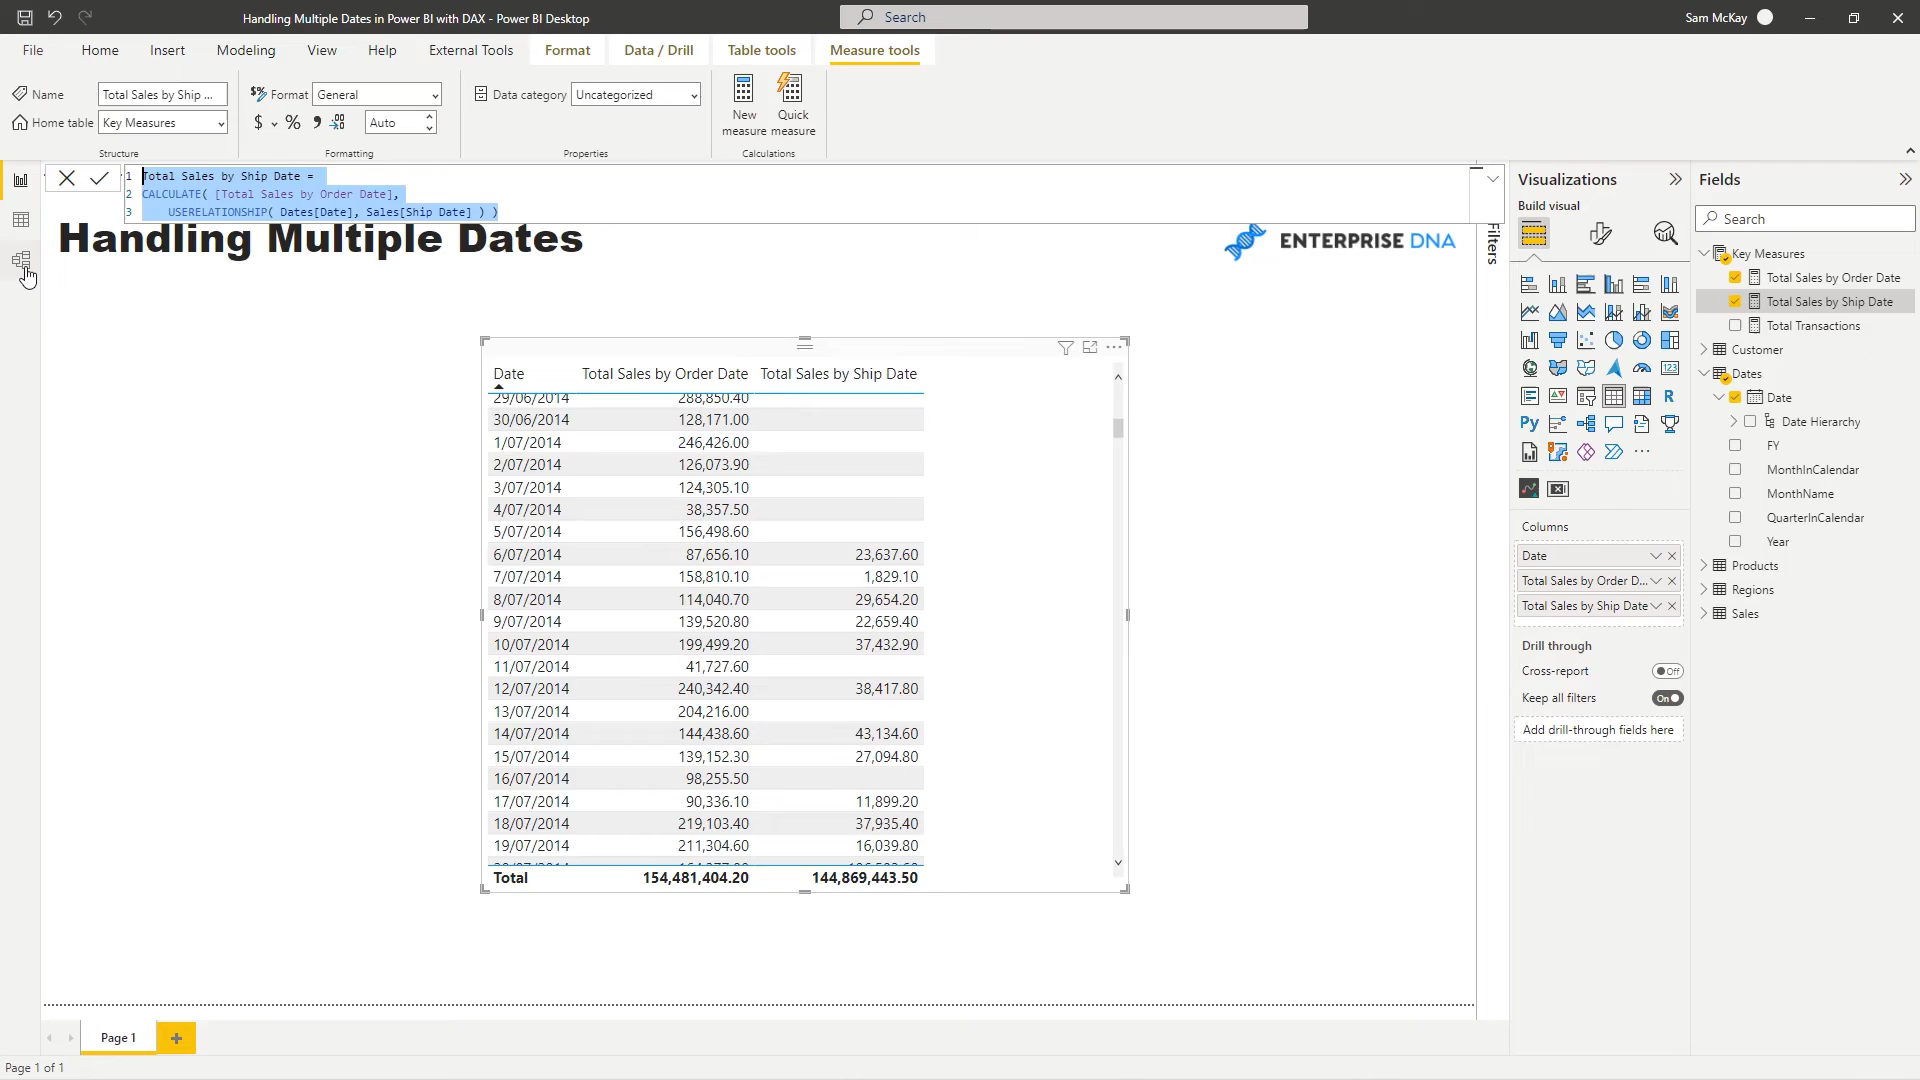 Handling Multiple Dates in Power BI with DAX - Power BI Desktop
Search
Sam McKay
File
Home
Insert
Modeling
View
Help
External Tools
Format
Data / Drill
Table tools
Measure tools
Name
Total Sales by Ship ...
Home table
Key Measures
Structure
Format
General
$
%
Auto
Formatting
Data category
Uncategorized
Properties
New
measure
Quick
measure
Calculations
1 Total Sales by Ship Date =
2 CALCULATE( [Total Sales by Order Date],
3 USERELATIONSHIP( Dates[Date], Sales[Ship Date] ) )
Handling Multiple Dates
ENTERPRISE DNA
Filters
Date Total Sales by Order Date Total Sales by Ship Date
29/06/2014 288,850.40
30/06/2014 128,171.00
1/07/2014 246,426.00
2/07/2014 126,073.90
3/07/2014 124,305.10
4/07/2014 38,357.50
5/07/2014 156,498.60
6/07/2014 87,656.10 23,637.60
7/07/2014 158,810.10 1,829.10
8/07/2014 114,040.70 29,654.20
9/07/2014 139,520.80 22,659.40
10/07/2014 199,499.20 37,432.90
11/07/2014 41,727.60
12/07/2014 240,342.40 38,417.80
13/07/2014 204,216.00
14/07/2014 144,438.60 43,134.60
15/07/2014 139,152.30 27,094.80
16/07/2014 98,255.50
17/07/2014 90,336.10 11,899.20
18/07/2014 219,103.40 37,935.40
19/07/2014 211,304.60 16,039.80
Total 154,481,404.20 144,869,443.50
Visualizations
Build visual
123
R
Py
Columns
Date
Total Sales by Order D...
Total Sales by Ship Date
Drill through
Cross-report
Off
Keep all filters
On
Add drill-through fields here
Fields
Search
Key Measures
Total Sales by Order Date
Total Sales by Ship Date
Total Transactions
Customer
Dates
Date
Date Hierarchy
FY
MonthInCalendar
MonthName
QuarterInCalendar
Year
Products
Regions
Sales
Page 1
Page 1 of 1